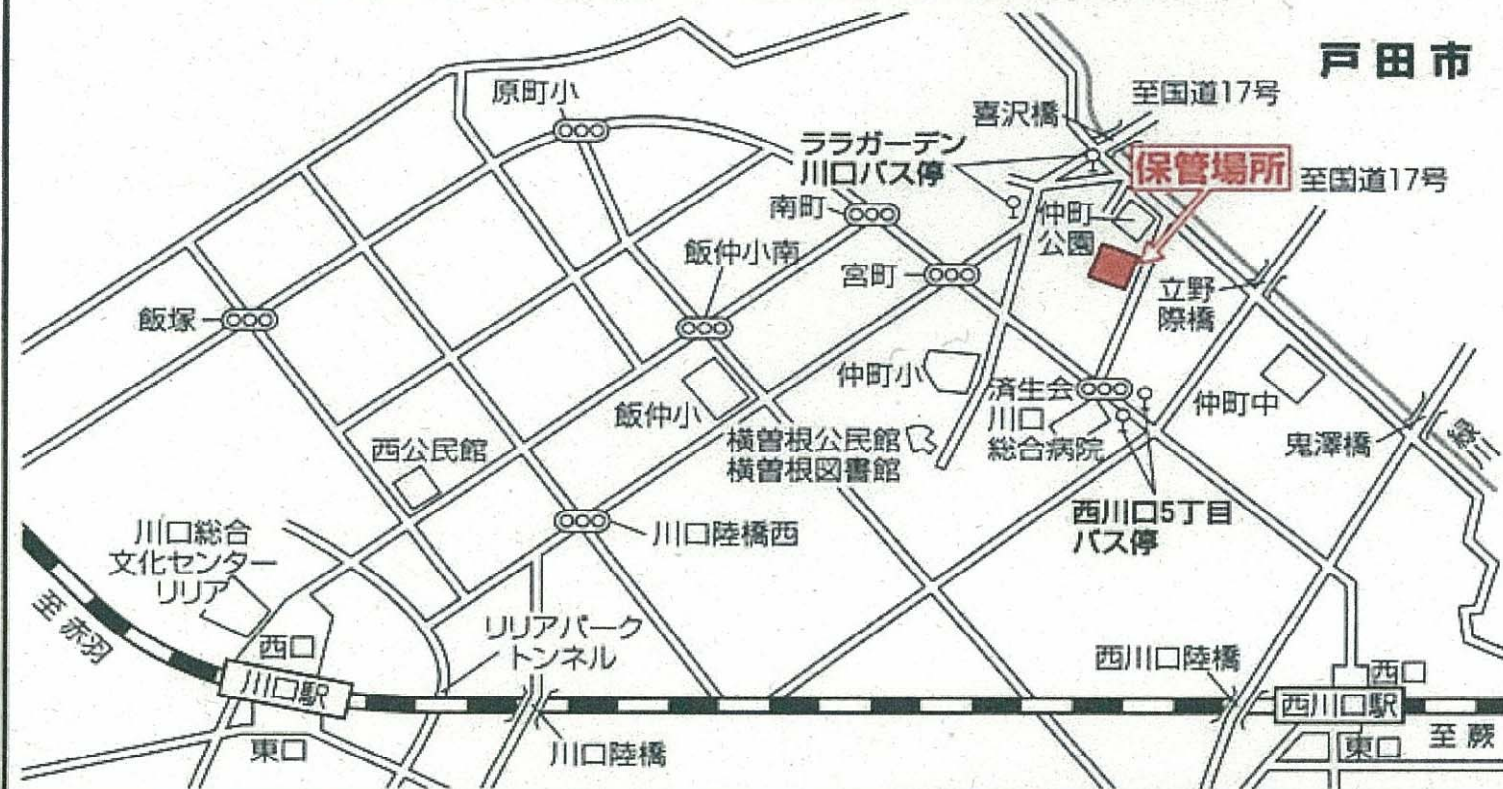 戸田市
原町小
喜沢橋
至国道17号
ララガーデン
川口バス停
保管場所
至国道17号
南町
仲町
公園
飯仲小南
宮町
立野
際橋
飯塚
仲町小
済生会
川口
総合病院
仲町中
飯仲小
横曽根公民館
横曽根図書館
鬼澤橋
緑川
西公民館
西川口5丁目
バス停
川口総合
文化センター
リリア
川口陸橋西
至赤羽
リリアパーク
トンネル
西口
西川口陸橋
西口
川口駅
西川口駅
東口
川口陸橋
東口
至蕨